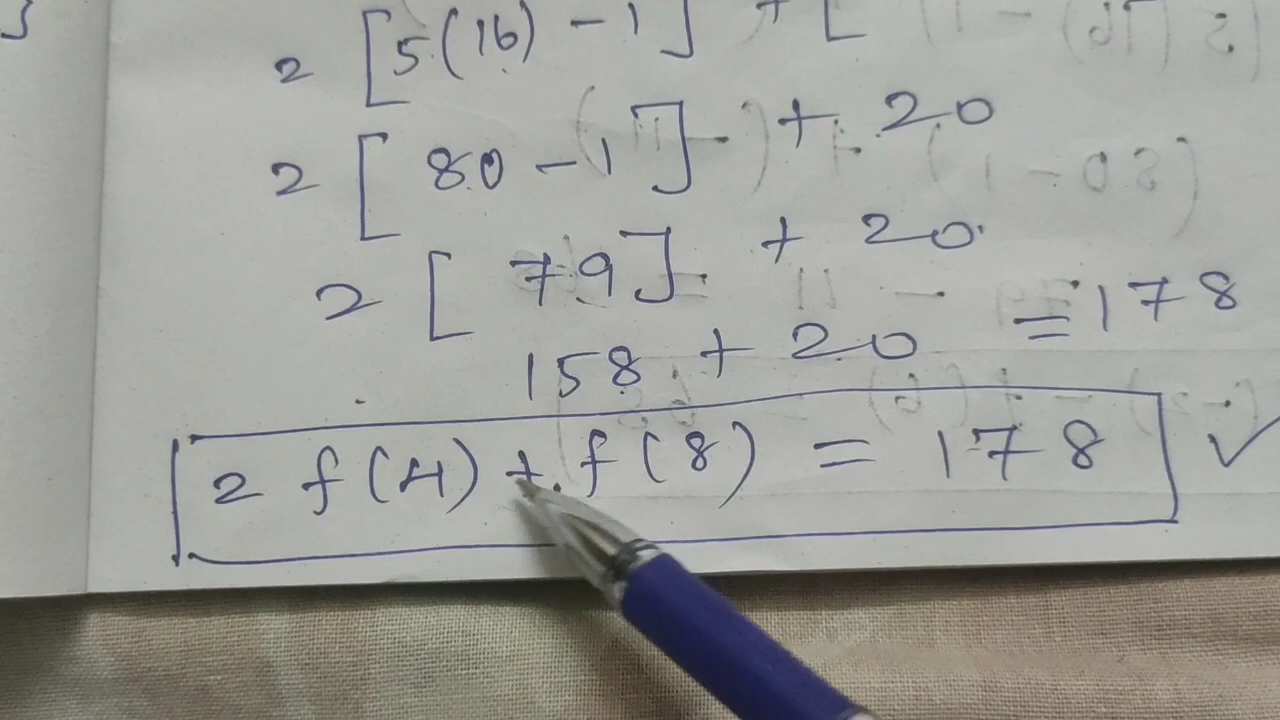 2 [5(16) - 1] + [
2 [ 80 - 1 ] + 20
2 [ 79 ] + 20
158 + 20 = 178
2 f(4) + f(8) = 178 ✓